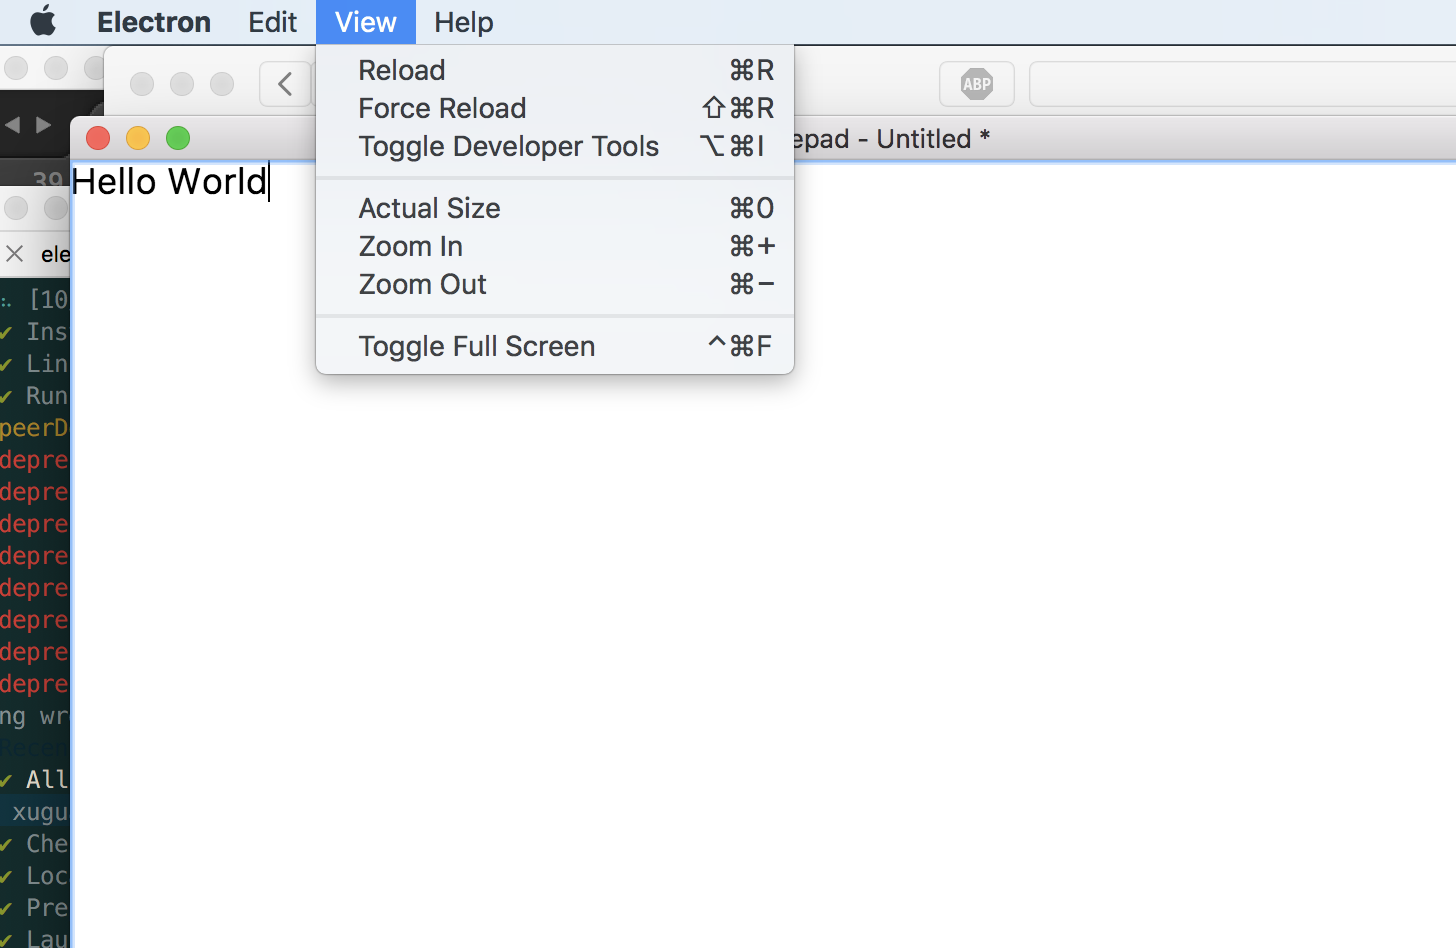 Electron Edit View Help
Reload ⌘R
Force Reload ⇧⌘R
Toggle Developer Tools ⌥⌘I
Actual Size ⌘0
Zoom In ⌘+
Zoom Out ⌘−
Toggle Full Screen ^⌘F
ABP
epad - Untitled *
Hello World
39
ele
[10
✔ Ins
✔ Lin
✔ Run
peerD
depre
depre
depre
depre
depre
depre
depre
depre
ng wr
Recen
✔ All
xugu
✔ Che
✔ Loc
✔ Pre
✔ Lau